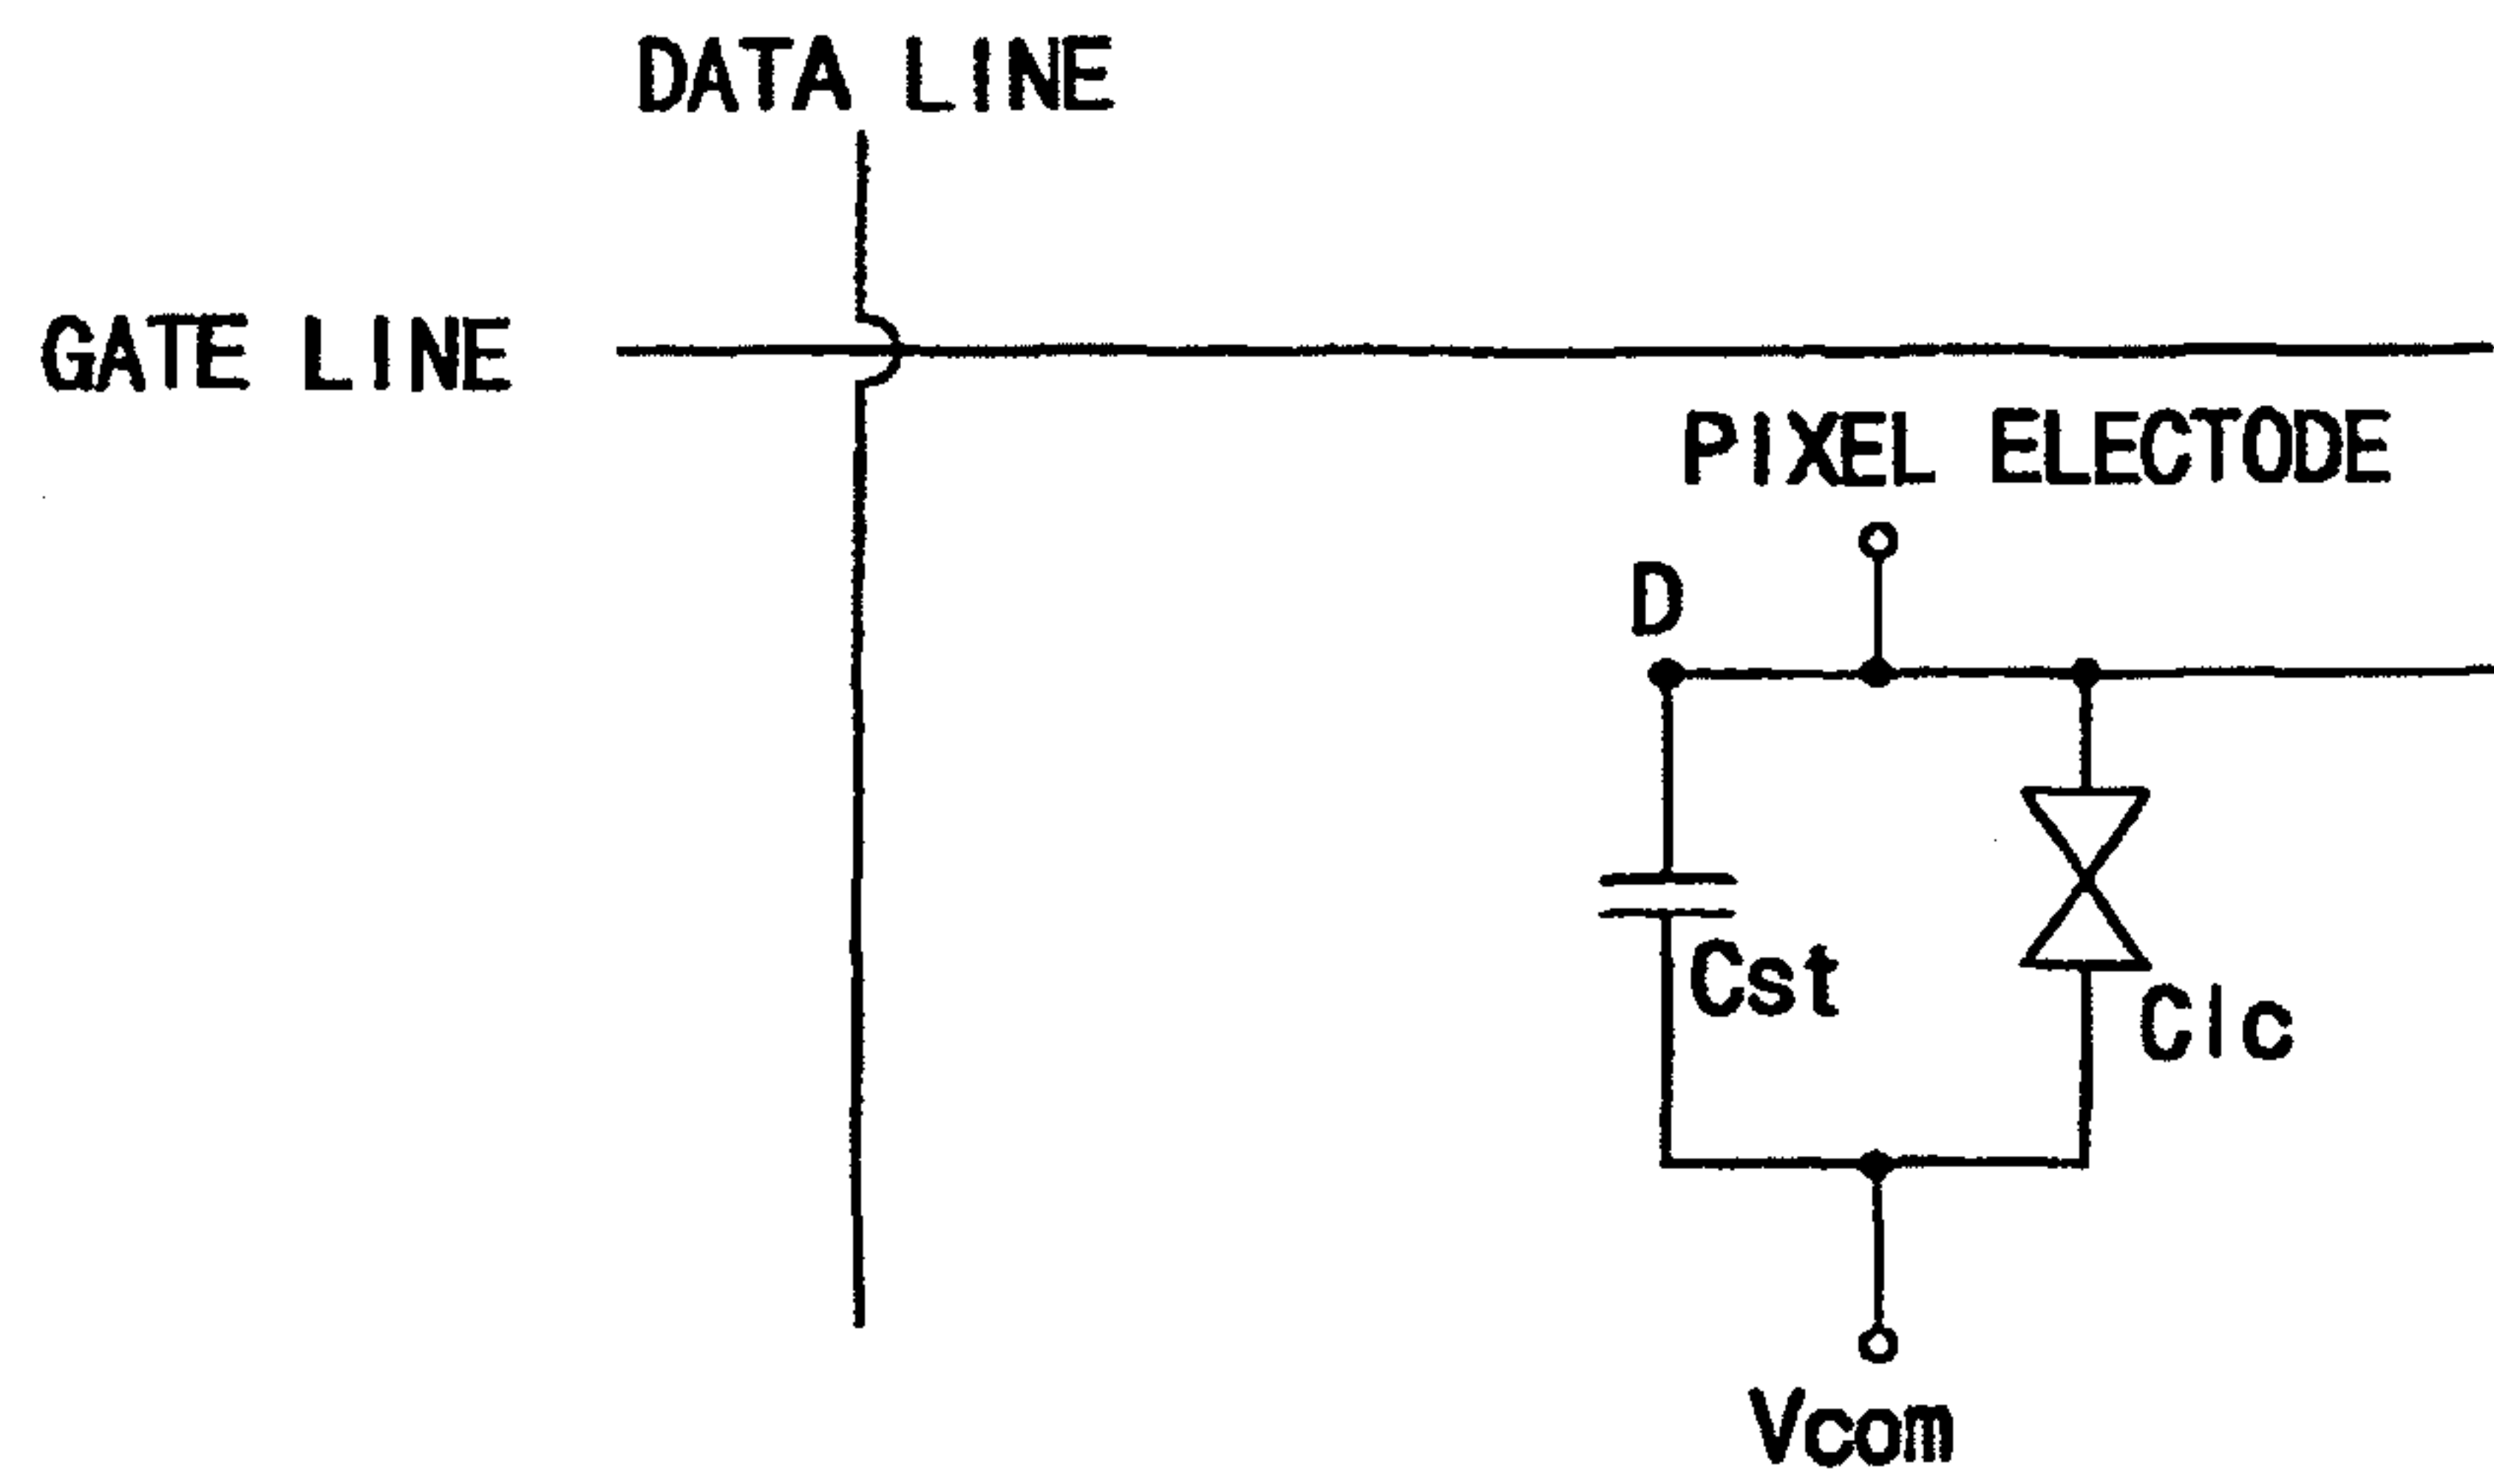 DATA LINE
GATE LINE
PIXEL ELECTODE
D
Cst
Clc
Vcom